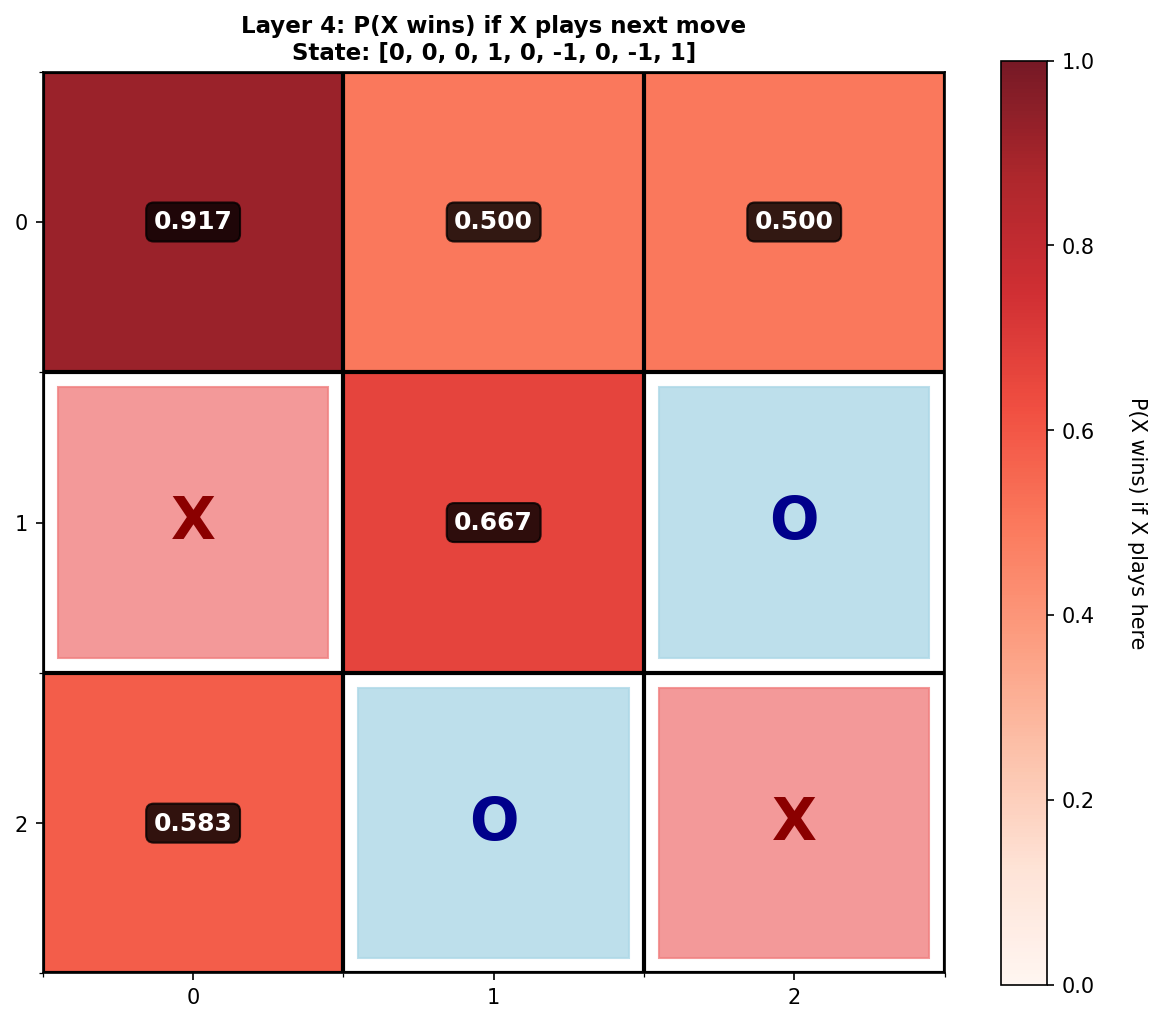 Layer 4: P(X wins) if X plays next move
State: [0, 0, 0, 1, 0, -1, 0, -1, 1]
0
0.917
0.500
0.500
1
X
0.667
O
2
0.583
O
X
0
1
2
1.0
0.8
0.6
0.4
0.2
0.0
P(X wins) if X plays here